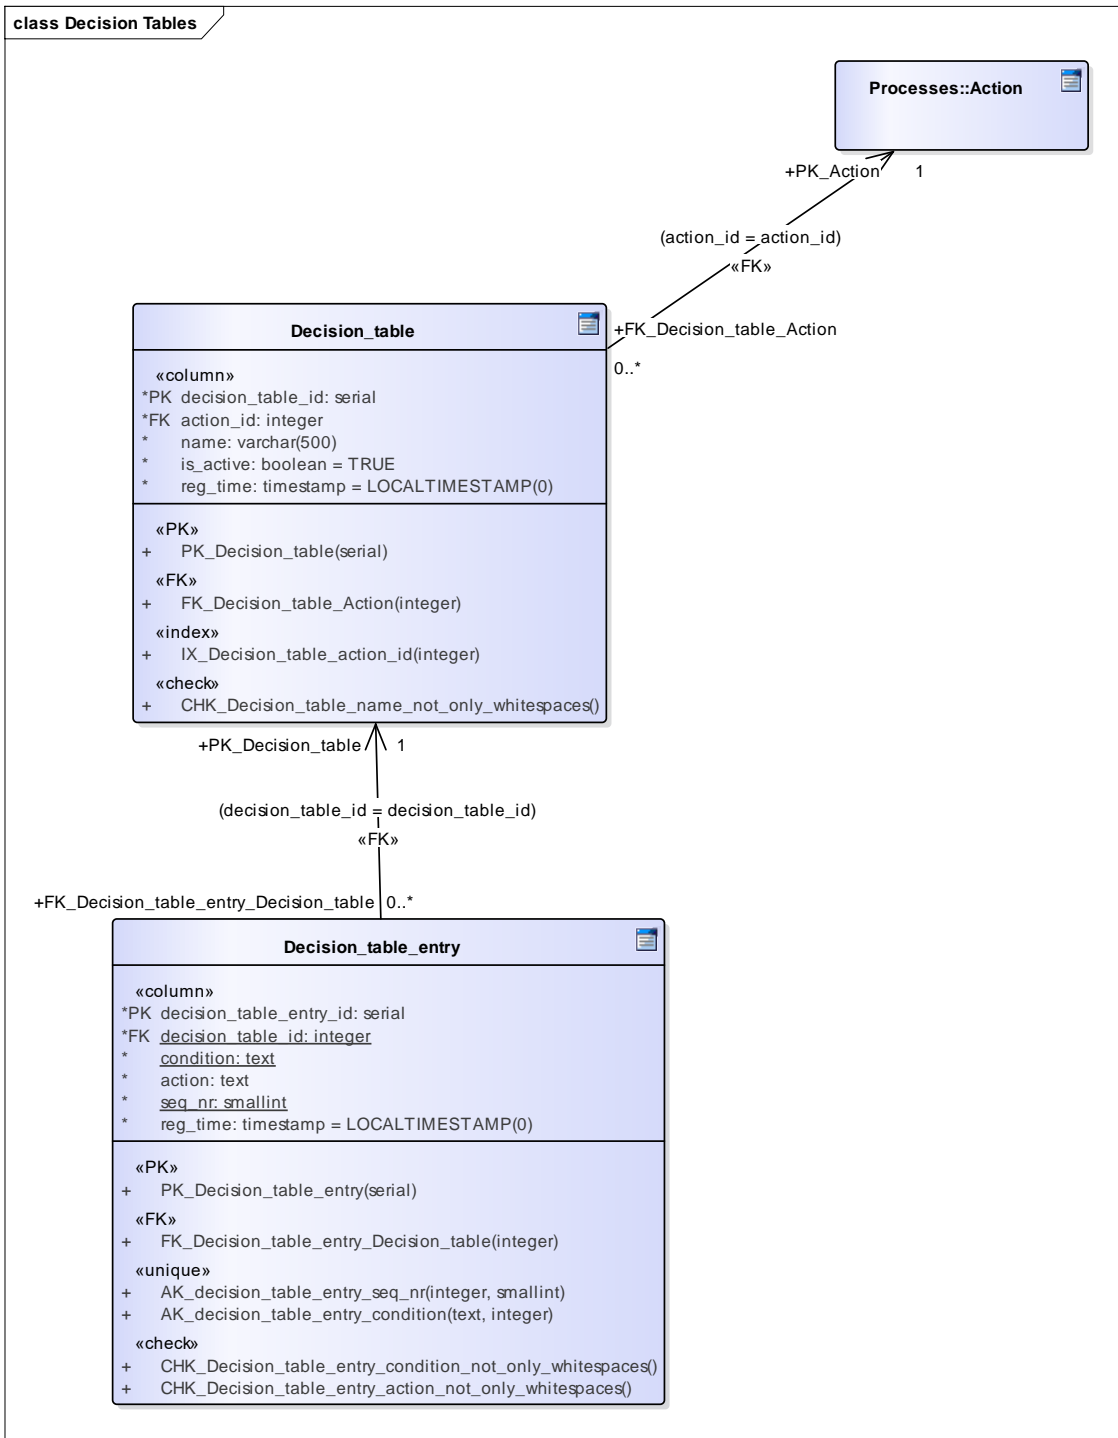 class Decision Tables
Processes::Action
+PK_Action 1
(action_id = action_id)
«FK»
+FK_Decision_table_Action
0..*
Decision_table
«column»
*PK decision_table_id: serial
*FK action_id: integer
* name: varchar(500)
* is_active: boolean = TRUE
* reg_time: timestamp = LOCALTIMESTAMP(0)
«PK»
+ PK_Decision_table(serial)
«FK»
+ FK_Decision_table_Action(integer)
«index»
+ IX_Decision_table_action_id(integer)
«check»
+ CHK_Decision_table_name_not_only_whitespaces()
+PK_Decision_table 1
(decision_table_id = decision_table_id)
«FK»
+FK_Decision_table_entry_Decision_table 0..*
Decision_table_entry
«column»
*PK decision_table_entry_id: serial
*FK decision_table_id: integer
* condition: text
* action: text
* seq_nr: smallint
* reg_time: timestamp = LOCALTIMESTAMP(0)
«PK»
+ PK_Decision_table_entry(serial)
«FK»
+ FK_Decision_table_entry_Decision_table(integer)
«unique»
+ AK_decision_table_entry_seq_nr(integer, smallint)
+ AK_decision_table_entry_condition(text, integer)
«check»
+ CHK_Decision_table_entry_condition_not_only_whitespaces()
+ CHK_Decision_table_entry_action_not_only_whitespaces()